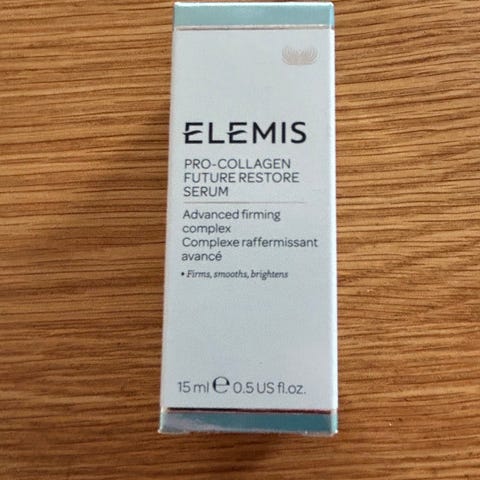 ELEMIS
PRO-COLLAGEN
FUTURE RESTORE
SERUM
Advanced firming
complex
Complexe raffermissant
avancé
• Firms, smooths, brightens
15 ml ℮ 0.5 US fl.oz.